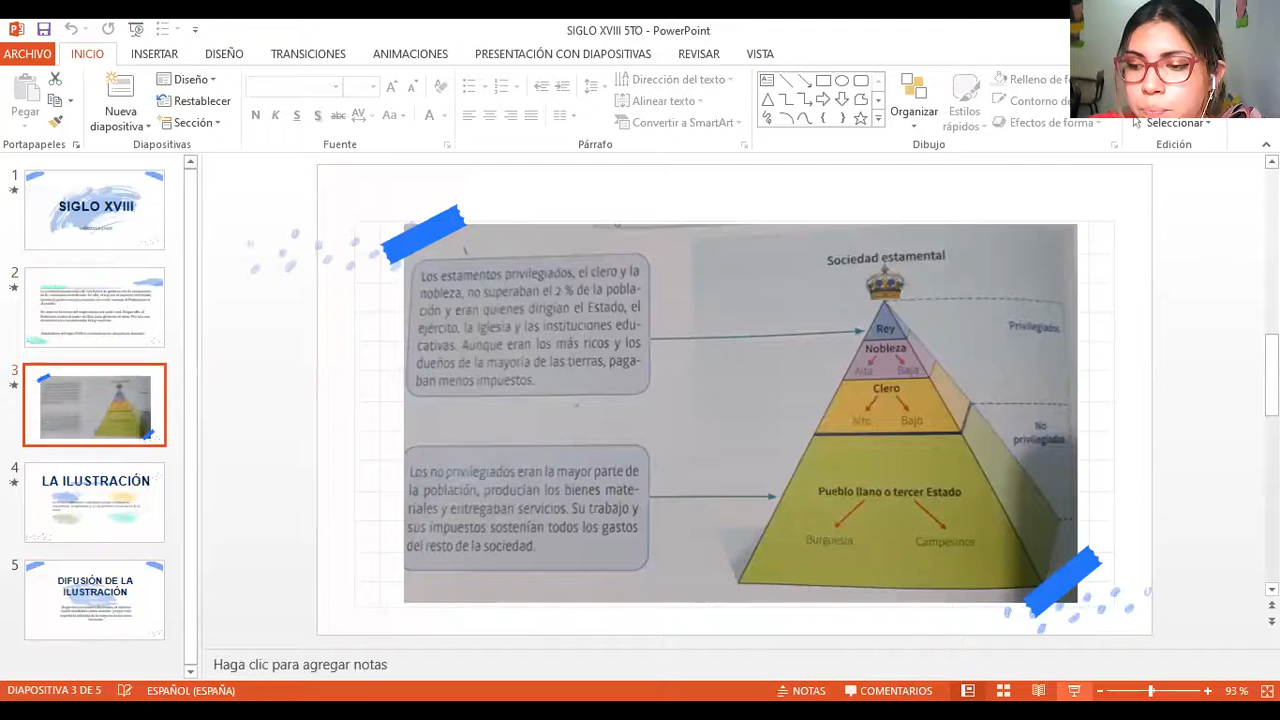 SIGLO XVIII 5TO - PowerPoint
ARCHIVO INICIO INSERTAR DISEÑO TRANSICIONES ANIMACIONES PRESENTACIÓN CON DIAPOSITIVAS REVISAR VISTA
Pegar
Nueva diapositiva
Diseño
Restablecer
Sección
N K S abc AV Aa A
Dirección del texto
Alinear texto
Convertir a SmartArt
Organizar
Estilos rápidos
Relleno de
Contorno de
Efectos de forma
Seleccionar
Portapapeles Diapositivas Fuente Párrafo Dibujo Edición
1
SIGLO XVIII
2
3
4
LA ILUSTRACIÓN
5
DIFUSIÓN DE LA
ILUSTRACIÓN
Los estamentos privilegiados, el clero y la
nobleza, no superaban el 2 % de la pobla-
ción y eran quienes dirigían el Estado, el
ejército, la iglesia y las instituciones edu-
cativas. Aunque eran los más ricos y los
dueños de la mayoría de las tierras, paga-
ban menos impuestos.
Los no privilegiados eran la mayor parte de
la población, producían los bienes mate-
riales y entregaban servicios. Su trabajo y
sus impuestos sostenían todos los gastos
del resto de la sociedad.
Sociedad estamental
Rey
Nobleza
Alta Baja
Clero
Alto Bajo
Pueblo llano o tercer Estado
Burguesía Campesinos
Privilegiados
No
privilegiados
Haga clic para agregar notas
DIAPOSITIVA 3 DE 5 ESPAÑOL (ESPAÑA) NOTAS COMENTARIOS 93 %